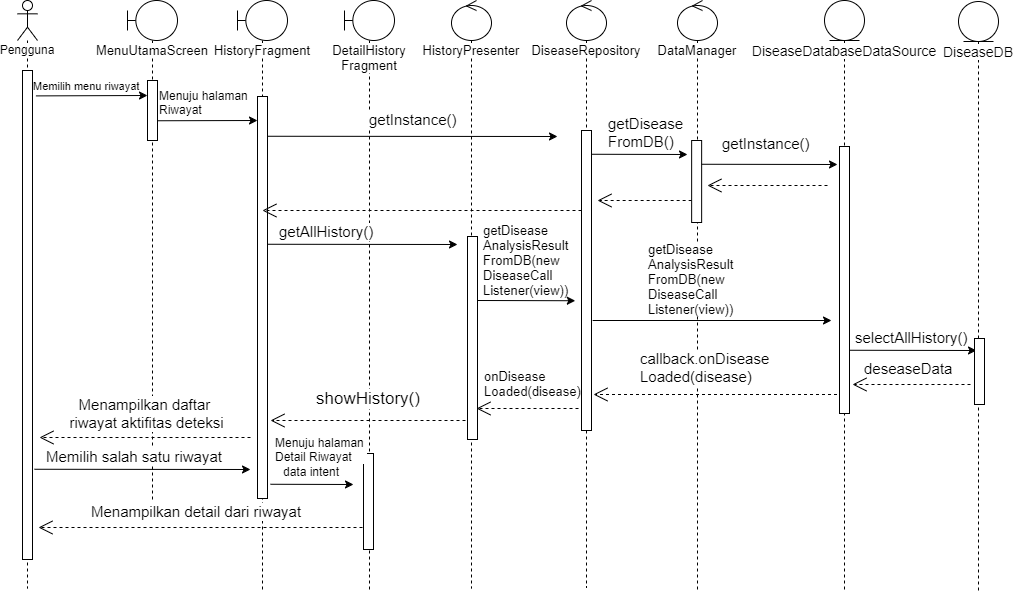 Pengguna
MenuUtamaScreen
HistoryFragment
DetailHistory
Fragment
HistoryPresenter
DiseaseRepository
DataManager
DiseaseDatabaseDataSource
DiseaseDB
Memilih menu riwayat
Menuju halaman
Riwayat
getInstance()
getDisease
FromDB()
getInstance()
getAllHistory()
getDisease
AnalysisResult
FromDB(new
DiseaseCall
Listener(view))
getDisease
AnalysisResult
FromDB(new
DiseaseCall
Listener(view))
selectAllHistory()
deseaseData
callback.onDisease
Loaded(disease)
onDisease
Loaded(disease)
showHistory()
Menampilkan daftar
riwayat aktifitas deteksi
Memilih salah satu riwayat
Menuju halaman
Detail Riwayat
data intent
Menampilkan detail dari riwayat